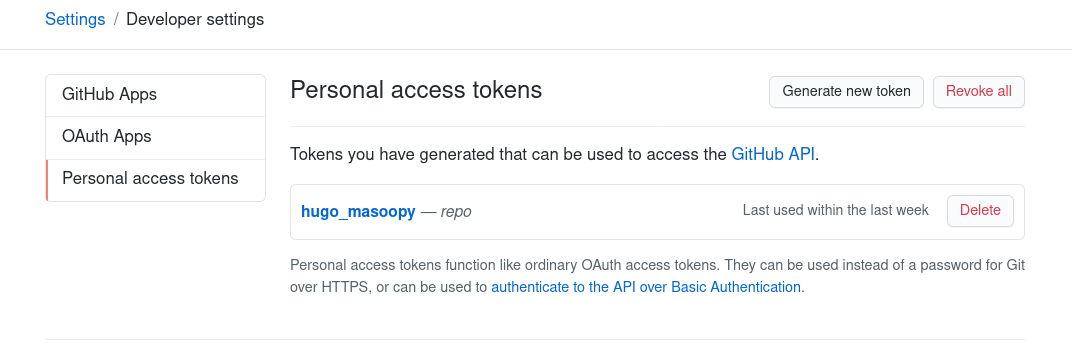 Settings / Developer settings
GitHub Apps
OAuth Apps
Personal access tokens
Personal access tokens
Generate new token
Revoke all
Tokens you have generated that can be used to access the GitHub API.
hugo_masoopy — repo
Last used within the last week
Delete
Personal access tokens function like ordinary OAuth access tokens. They can be used instead of a password for Git
over HTTPS, or can be used to authenticate to the API over Basic Authentication.